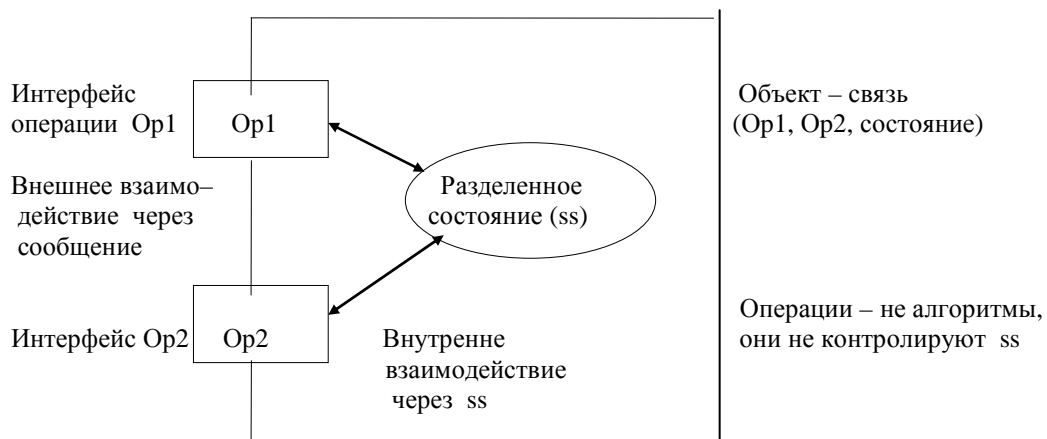 Интерфейс
операции Op1
Op1
Объект – связь
(Op1, Op2, состояние)
Внешнее взаимо–
действие через
сообщение
Разделенное
состояние (ss)
Интерфейс Op2
Op2
Внутренне
взаимодействие
через ss
Операции – не алгоритмы,
они не контролируют ss